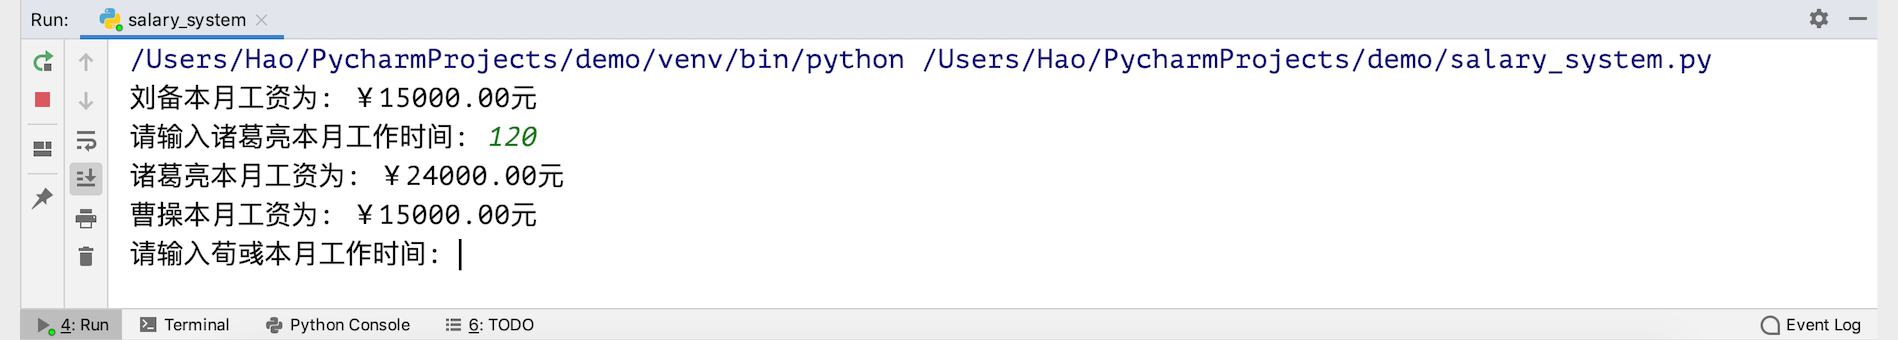 Run: salary_system
/Users/Hao/PycharmProjects/demo/venv/bin/python /Users/Hao/PycharmProjects/demo/salary_system.py
刘备本月工资为: ￥15000.00元
请输入诸葛亮本月工作时间: 120
诸葛亮本月工资为: ￥24000.00元
曹操本月工资为: ￥15000.00元
请输入荀彧本月工作时间:
4: Run Terminal Python Console 6: TODO Event Log